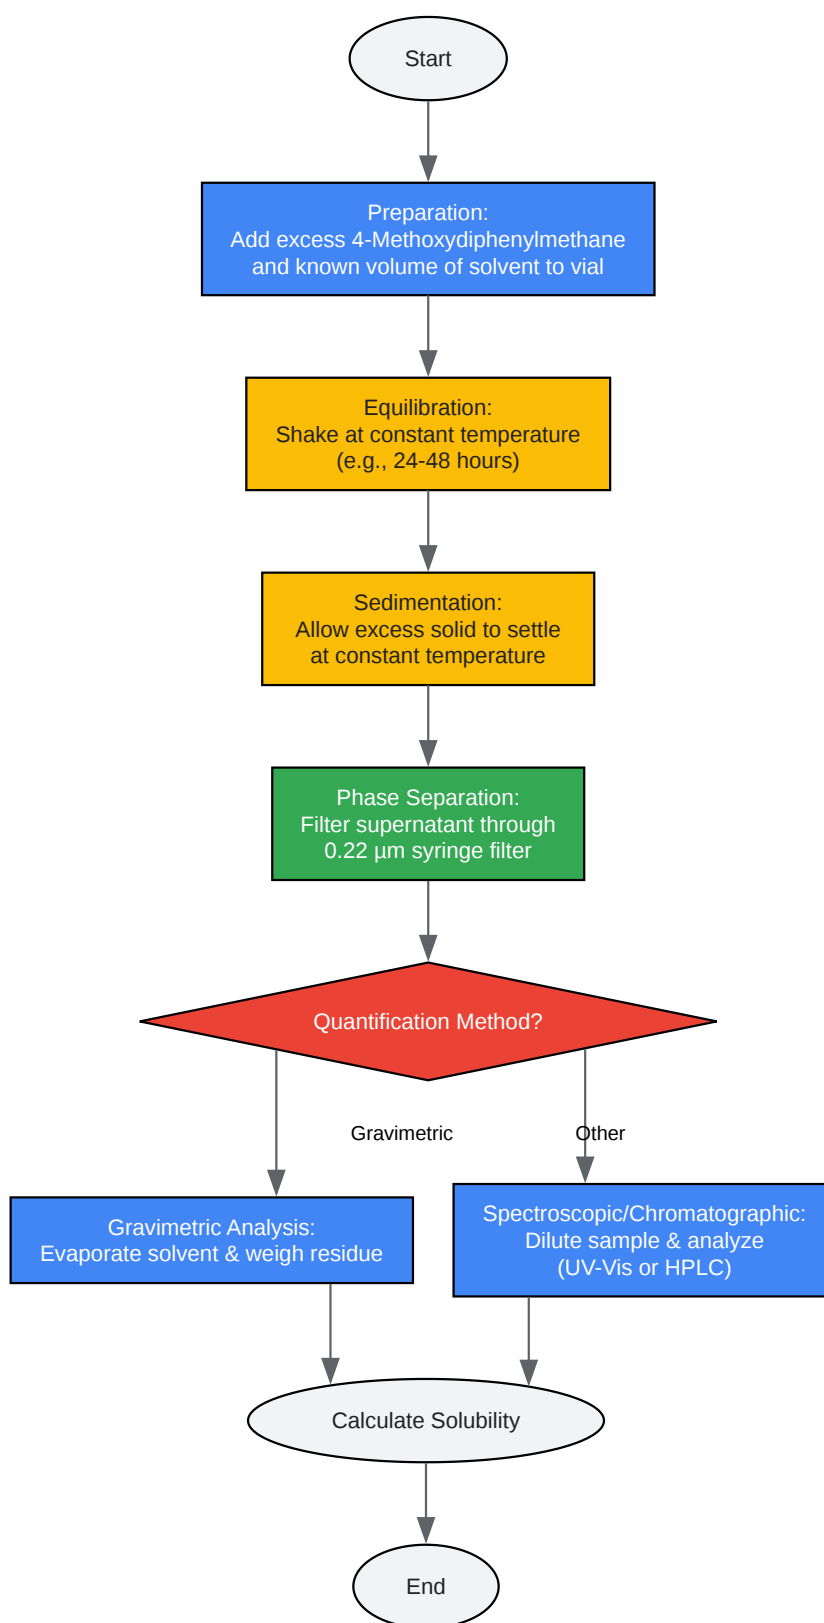 Start
Preparation:
Add excess 4-Methoxydiphenylmethane
and known volume of solvent to vial
Equilibration:
Shake at constant temperature
(e.g., 24-48 hours)
Sedimentation:
Allow excess solid to settle
at constant temperature
Phase Separation:
Filter supernatant through
0.22 µm syringe filter
Quantification Method?
Gravimetric
Other
Gravimetric Analysis:
Evaporate solvent & weigh residue
Spectroscopic/Chromatographic:
Dilute sample & analyze
(UV-Vis or HPLC)
Calculate Solubility
End